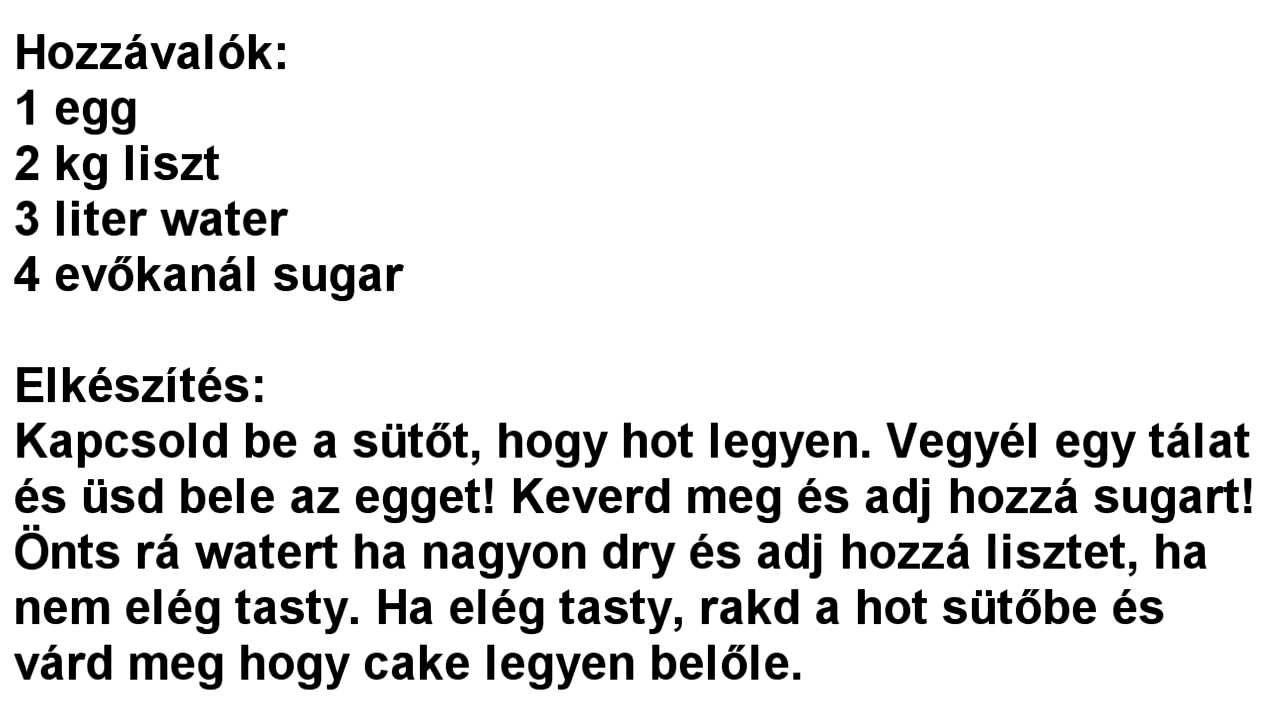 Hozzávalók:
1 egg
2 kg liszt
3 liter water
4 evőkanál sugar
Elkészítés:
Kapcsold be a sütőt, hogy hot legyen. Vegyél egy tálat
és üsd bele az egget! Keverd meg és adj hozzá sugart!
Önts rá watert ha nagyon dry és adj hozzá lisztet, ha
nem elég tasty. Ha elég tasty, rakd a hot sütőbe és
várd meg hogy cake legyen belőle.